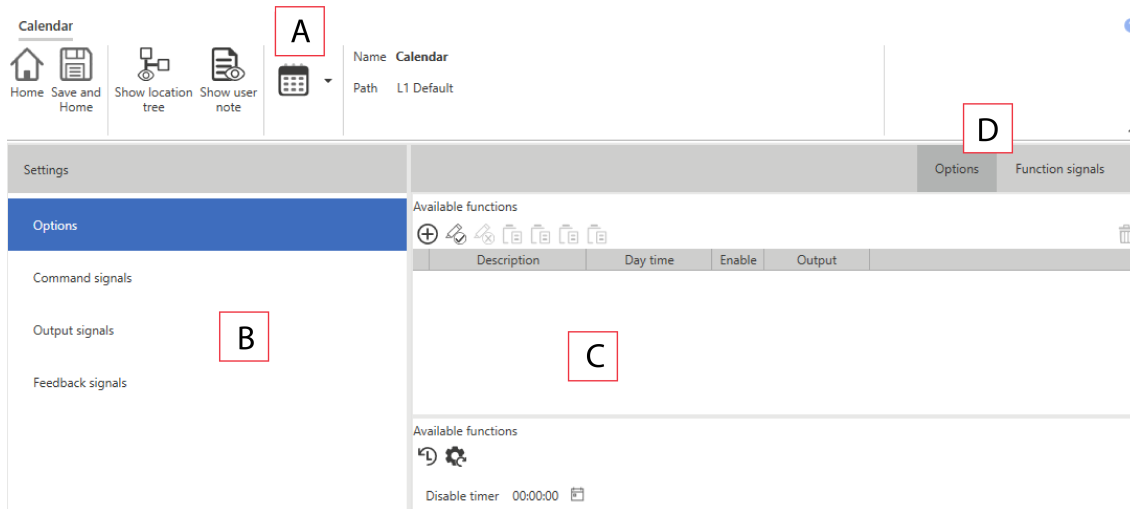 Calendar
A
Home
Save and
Home
Show location
tree
Show user
note
Name Calendar
Path L1 Default
D
Settings
Options Function signals
Options
Command signals
Output signals
Feedback signals
B
Available functions
Description Day time Enable Output
C
Available functions
Disable timer 00:00:00